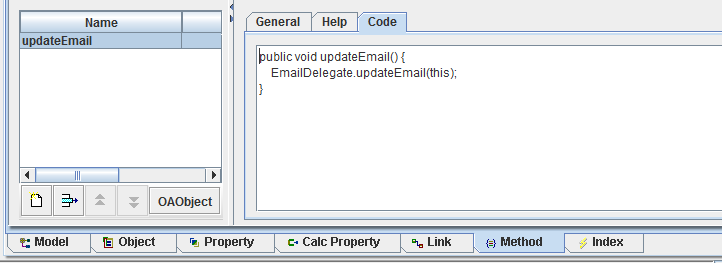 Name
updateEmail
OAObject
General Help Code
public void updateEmail() {
EmailDelegate.updateEmail(this);
}
Model Object Property Calc Property Link Method Index